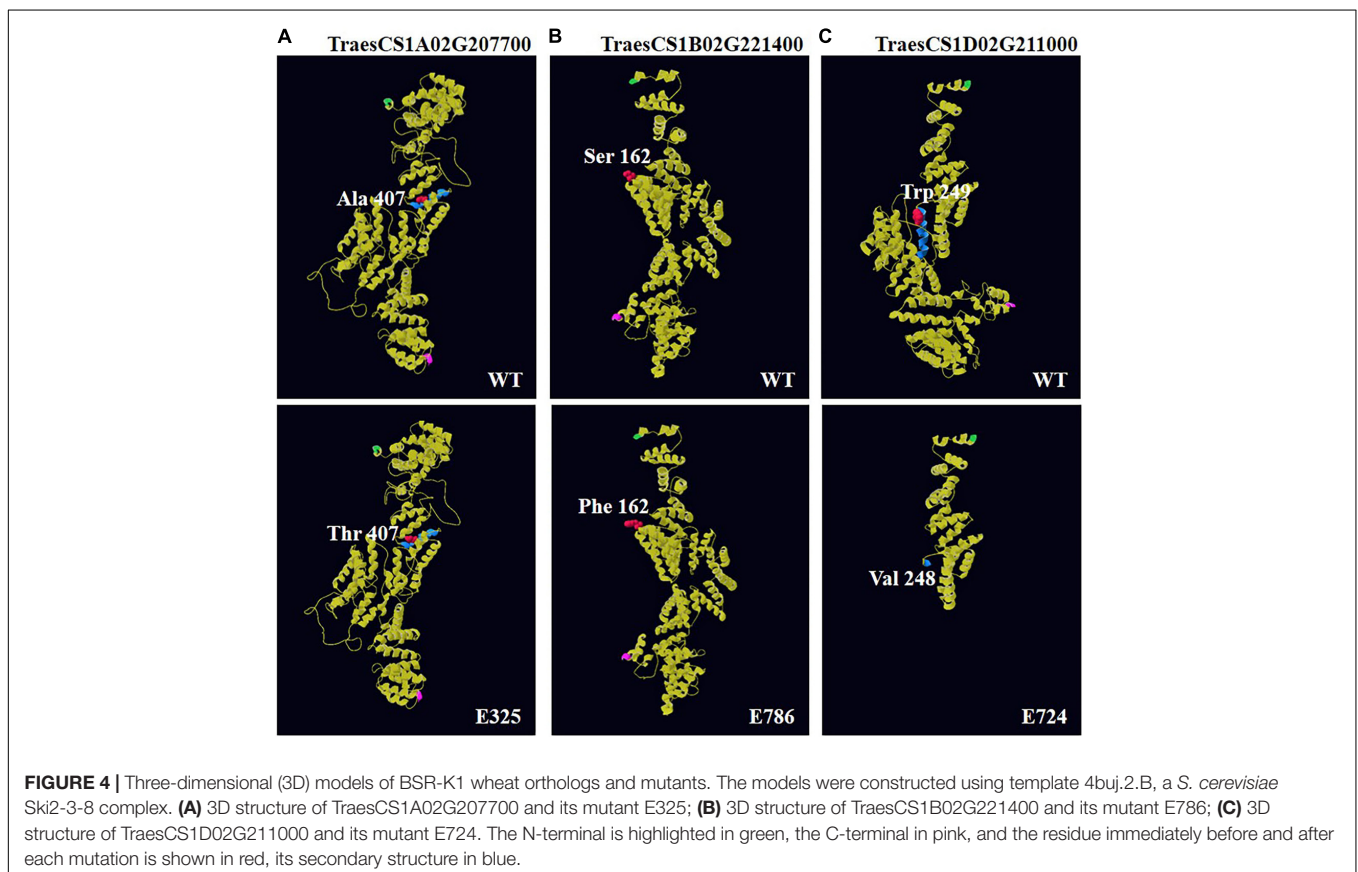 A TraesCS1A02G207700
B TraesCS1B02G221400
C TraesCS1D02G211000
Ala 407
WT
Ser 162
WT
Trp 249
WT
Thr 407
E325
Phe 162
E786
Val 248
E724
FIGURE 4 | Three-dimensional (3D) models of BSR-K1 wheat orthologs and mutants. The models were constructed using template 4buj.2.B, a S. cerevisiae
Ski2-3-8 complex. (A) 3D structure of TraesCS1A02G207700 and its mutant E325; (B) 3D structure of TraesCS1B02G221400 and its mutant E786; (C) 3D
structure of TraesCS1D02G211000 and its mutant E724. The N-terminal is highlighted in green, the C-terminal in pink, and the residue immediately before and after
each mutation is shown in red, its secondary structure in blue.